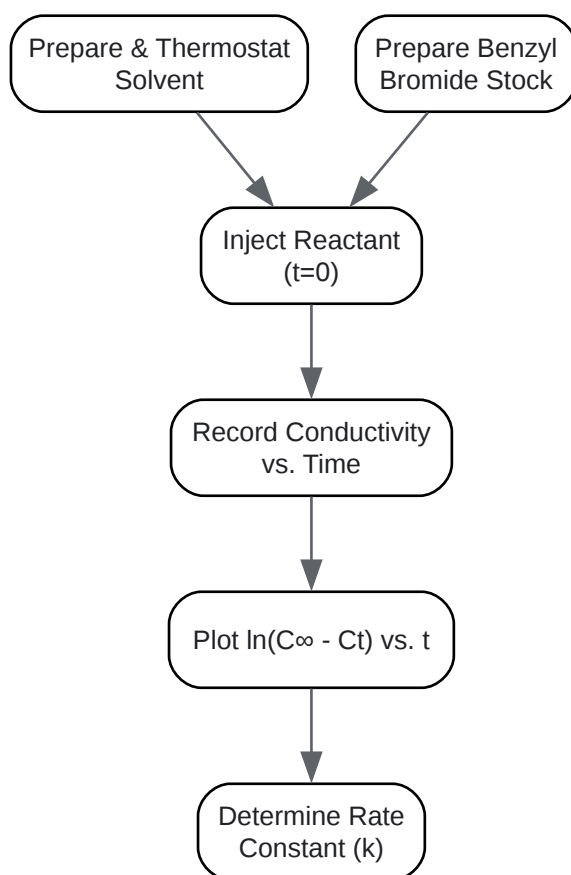 Prepare & Thermostat
Solvent
Prepare Benzyl
Bromide Stock
Inject Reactant
(t=0)
Record Conductivity
vs. Time
Plot ln(C∞ - Ct) vs. t
Determine Rate
Constant (k)